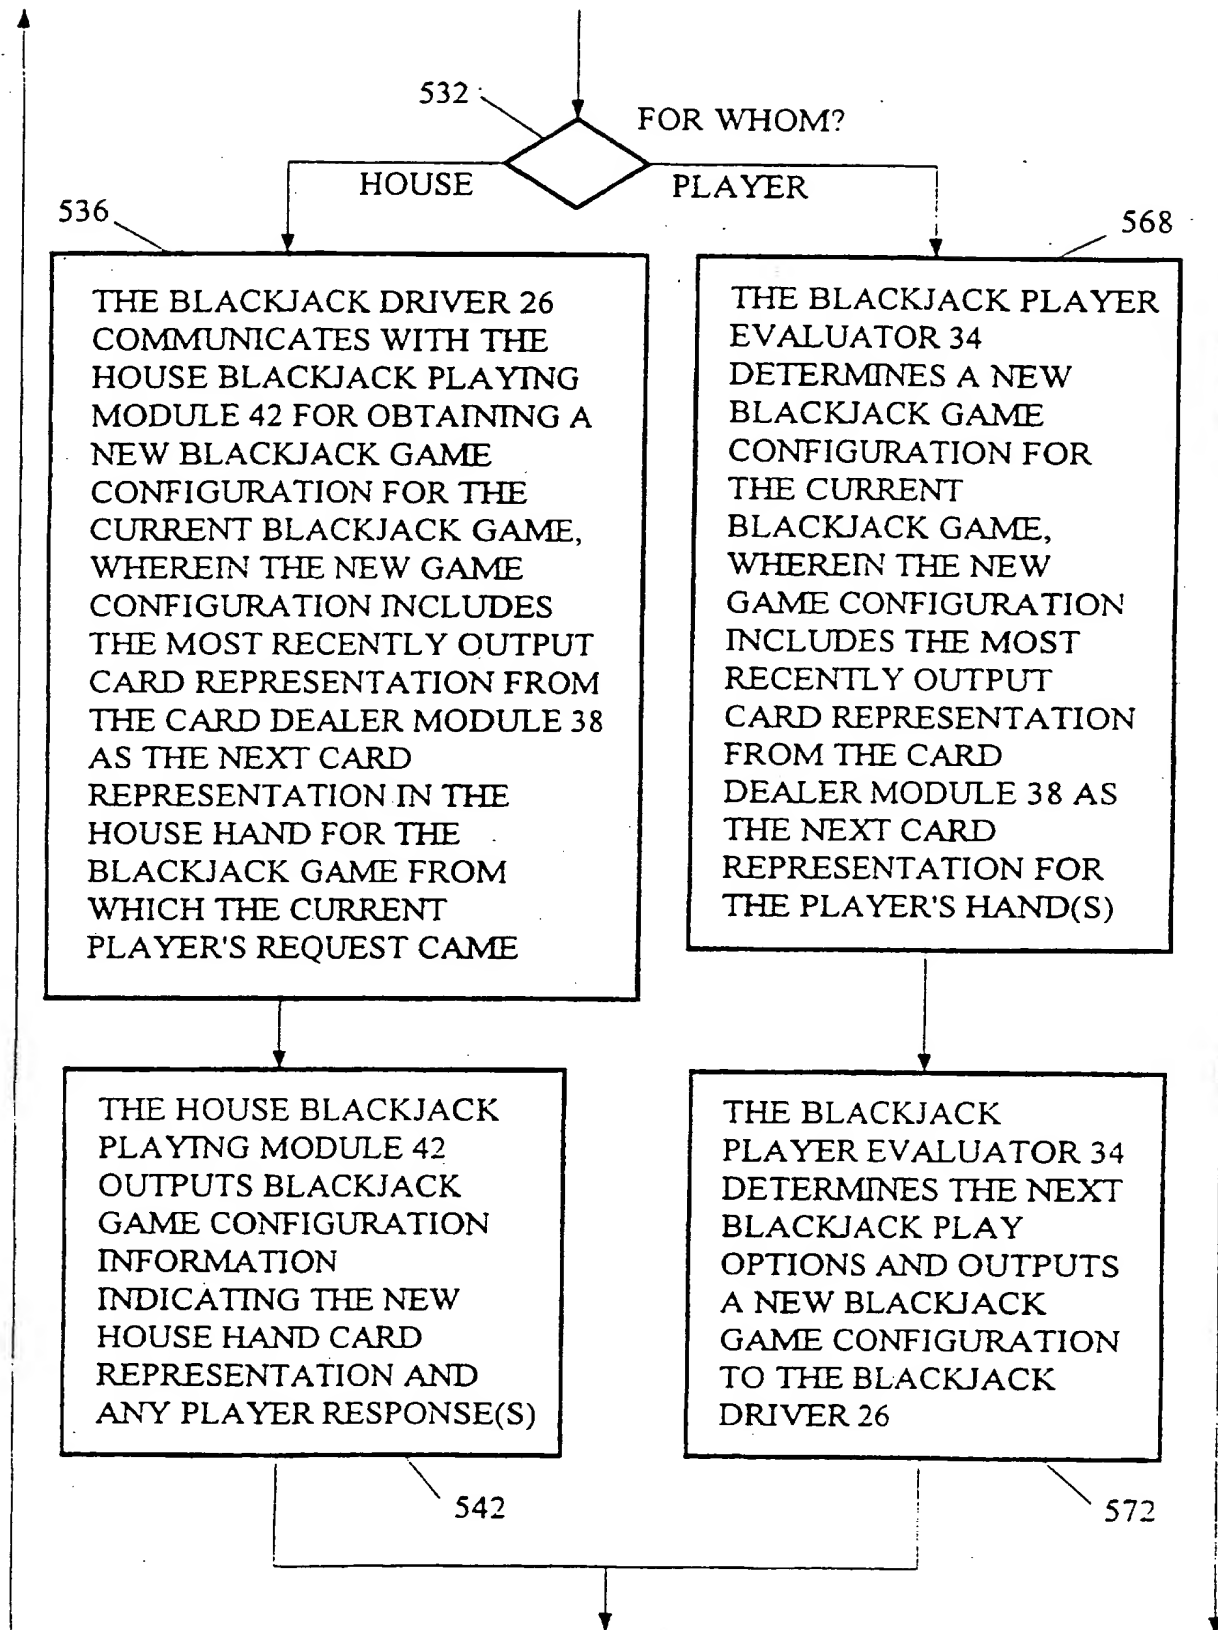 532
FOR WHOM?
HOUSE
PLAYER
536
THE BLACKJACK DRIVER 26
COMMUNICATES WITH THE
HOUSE BLACKJACK PLAYING
MODULE 42 FOR OBTAINING A
NEW BLACKJACK GAME
CONFIGURATION FOR THE
CURRENT BLACKJACK GAME,
WHEREIN THE NEW GAME
CONFIGURATION INCLUDES
THE MOST RECENTLY OUTPUT
CARD REPRESENTATION FROM
THE CARD DEALER MODULE 38
AS THE NEXT CARD
REPRESENTATION IN THE
HOUSE HAND FOR THE
BLACKJACK GAME FROM
WHICH THE CURRENT
PLAYER'S REQUEST CAME
568
THE BLACKJACK PLAYER
EVALUATOR 34
DETERMINES A NEW
BLACKJACK GAME
CONFIGURATION FOR
THE CURRENT
BLACKJACK GAME,
WHEREIN THE NEW
GAME CONFIGURATION
INCLUDES THE MOST
RECENTLY OUTPUT
CARD REPRESENTATION
FROM THE CARD
DEALER MODULE 38 AS
THE NEXT CARD
REPRESENTATION FOR
THE PLAYER'S HAND(S)
THE HOUSE BLACKJACK
PLAYING MODULE 42
OUTPUTS BLACKJACK
GAME CONFIGURATION
INFORMATION
INDICATING THE NEW
HOUSE HAND CARD
REPRESENTATION AND
ANY PLAYER RESPONSE(S)
542
THE BLACKJACK
PLAYER EVALUATOR 34
DETERMINES THE NEXT
BLACKJACK PLAY
OPTIONS AND OUTPUTS
A NEW BLACKJACK
GAME CONFIGURATION
TO THE BLACKJACK
DRIVER 26
572